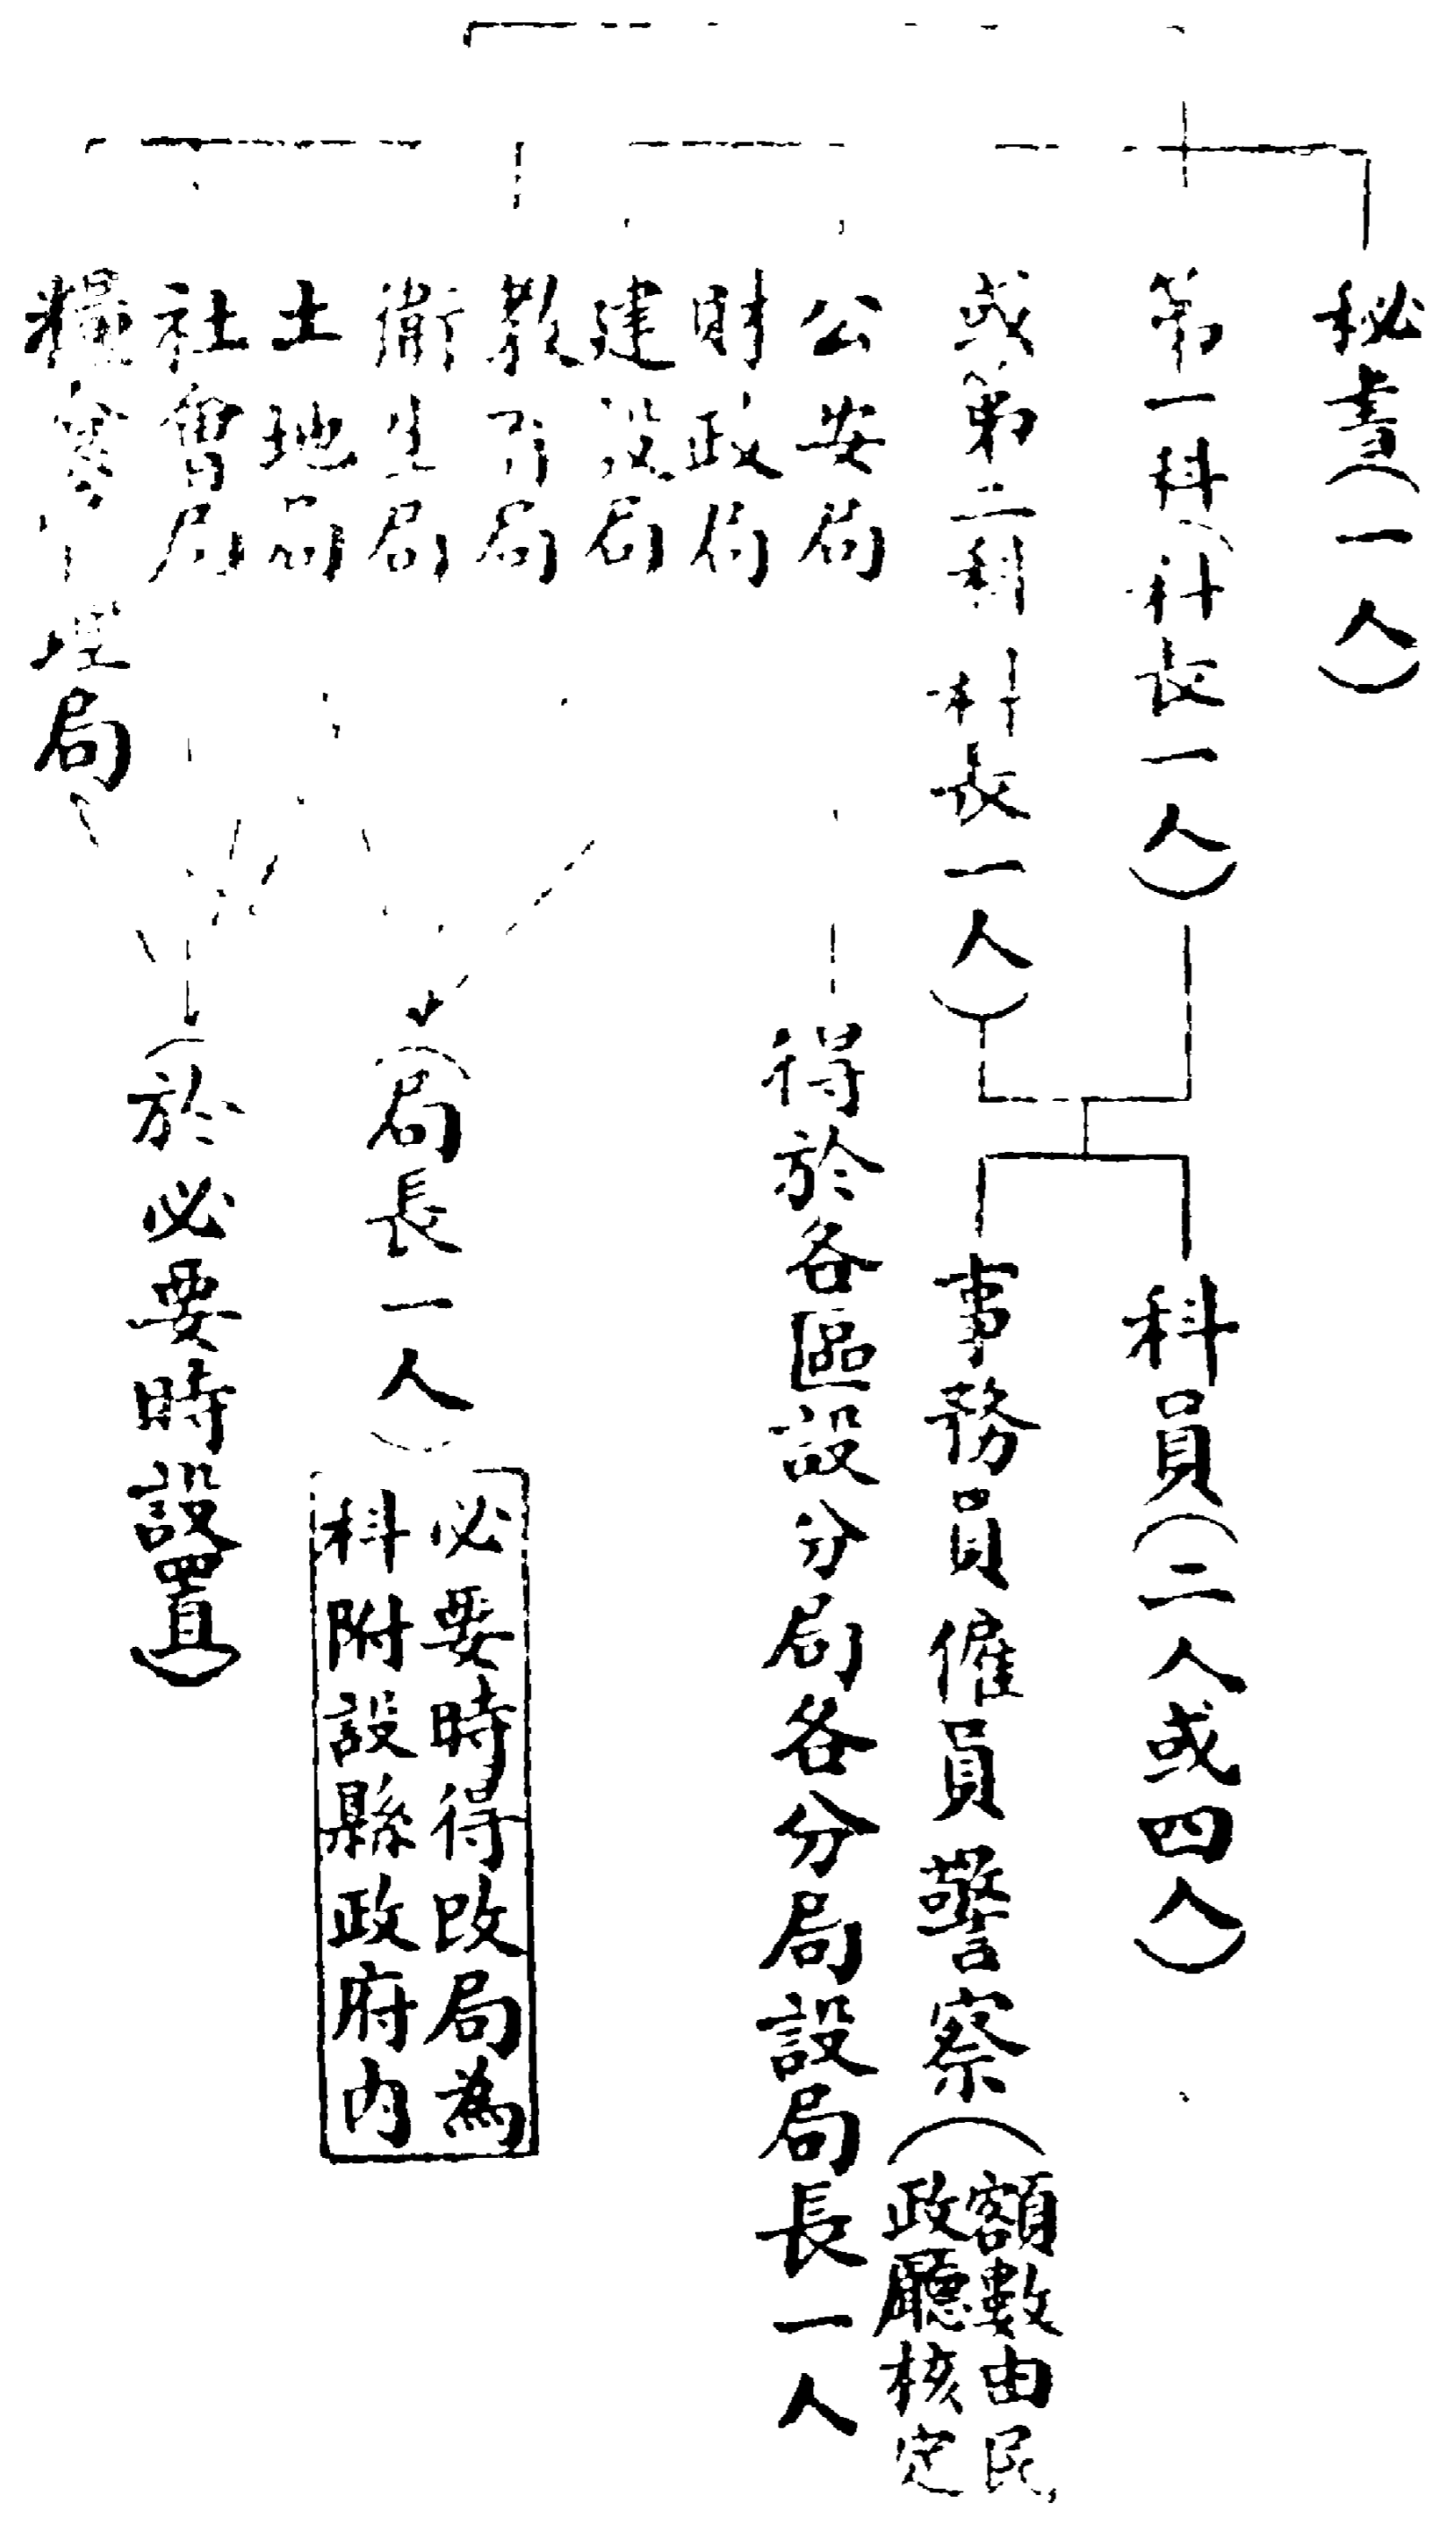 秘書（一人）
第一科（科長一人）
或第二科 科長一人）
科員（二人或四人）
事務員僱員警察（額數由民
政廳核定
公安局
得於各區設分局各分局設局長一人
財政局
建設局
教育局
衛生局
（局長一人）
必要時得改局為
科附設縣政府內
土地局
社會局
糧 理局
（於必要時設置）